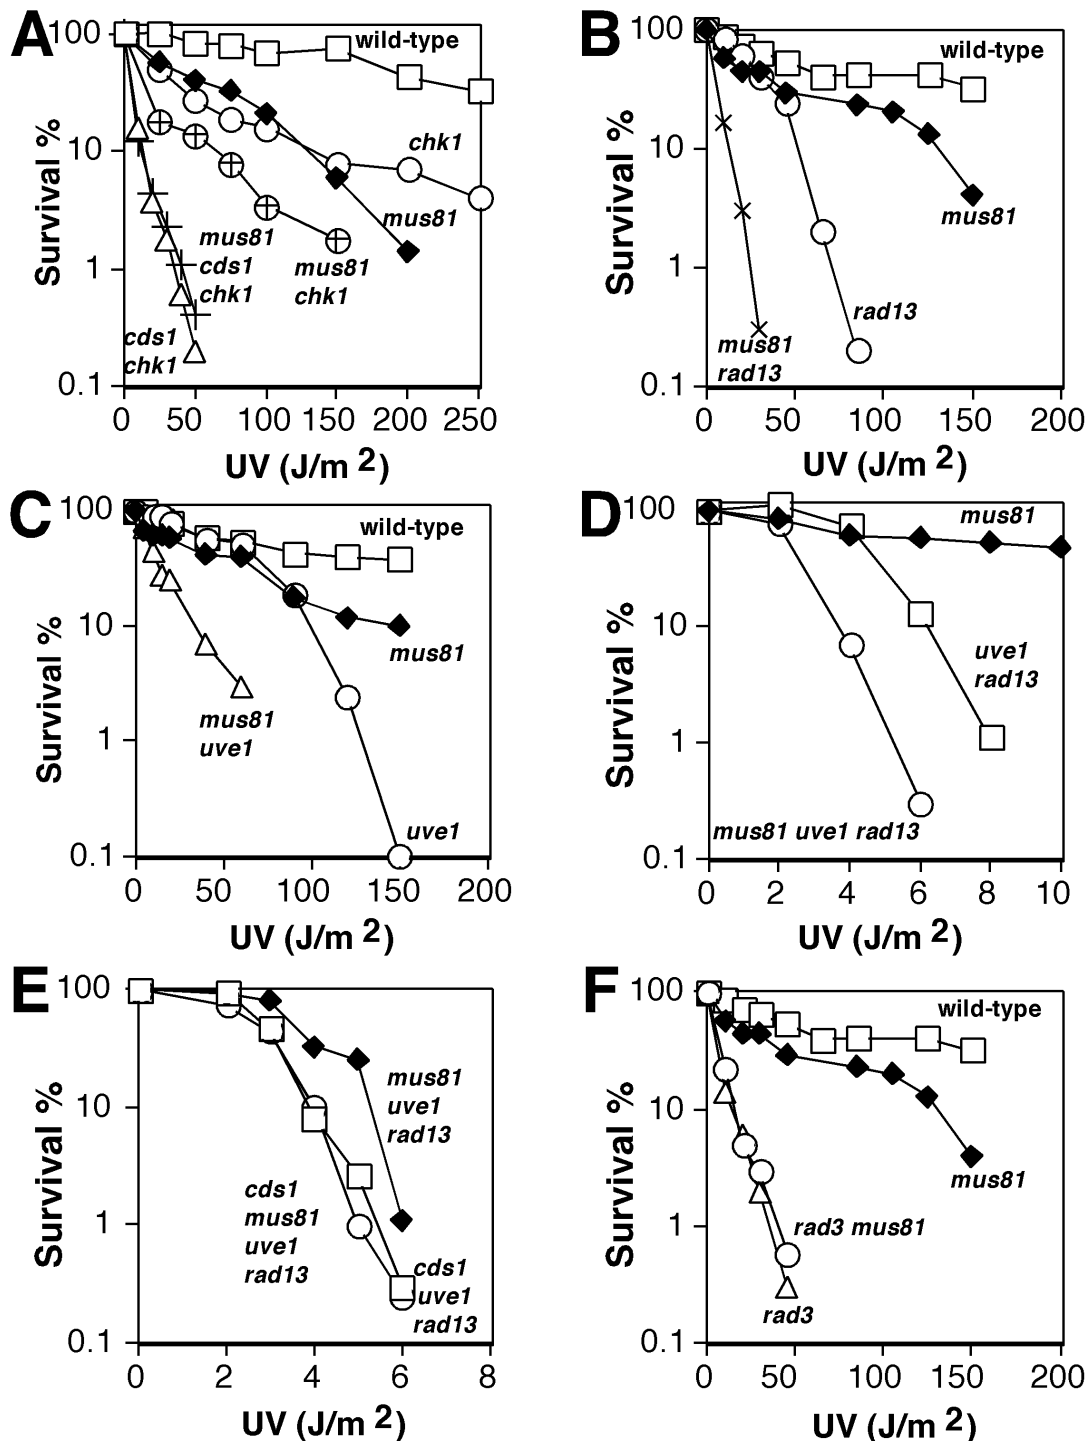 A
Survival %
100
10
1
0.1
wild-type
chk1
mus81
mus81
cds1
chk1
mus81
chk1
cds1
chk1
0 50 100 150 200 250
UV (J/m 2)
B
Survival %
100
10
1
0.1
wild-type
mus81
rad13
mus81
rad13
0 50 100 150 200
UV (J/m 2)
C
Survival %
100
10
1
0.1
wild-type
mus81
mus81
uve1
uve1
0 50 100 150 200
UV (J/m 2)
D
Survival %
100
10
1
0.1
mus81
uve1
rad13
mus81 uve1 rad13
0 2 4 6 8 10
UV (J/m 2)
E
Survival %
100
10
1
0.1
mus81
uve1
rad13
cds1
mus81
uve1
rad13
cds1
uve1
rad13
0 2 4 6 8
UV (J/m 2)
F
Survival %
100
10
1
0.1
wild-type
mus81
rad3 mus81
rad3
0 50 100 150 200
UV (J/m 2)